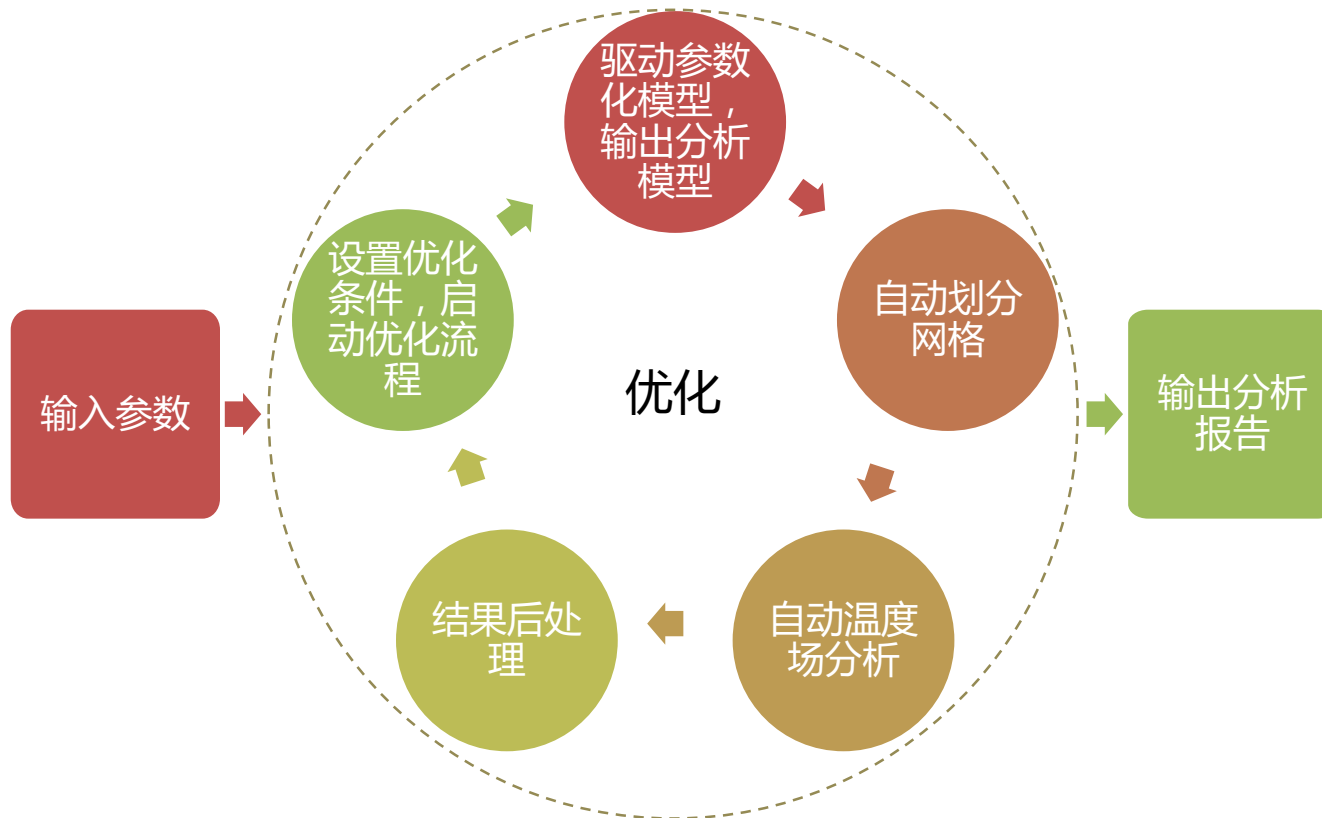 输入参数
设置优化
条件，启
动优化流
程
驱动参数
化模型，
输出分析
模型
自动划分
网格
自动温度
场分析
结果后处
理
优化
输出分析
报告